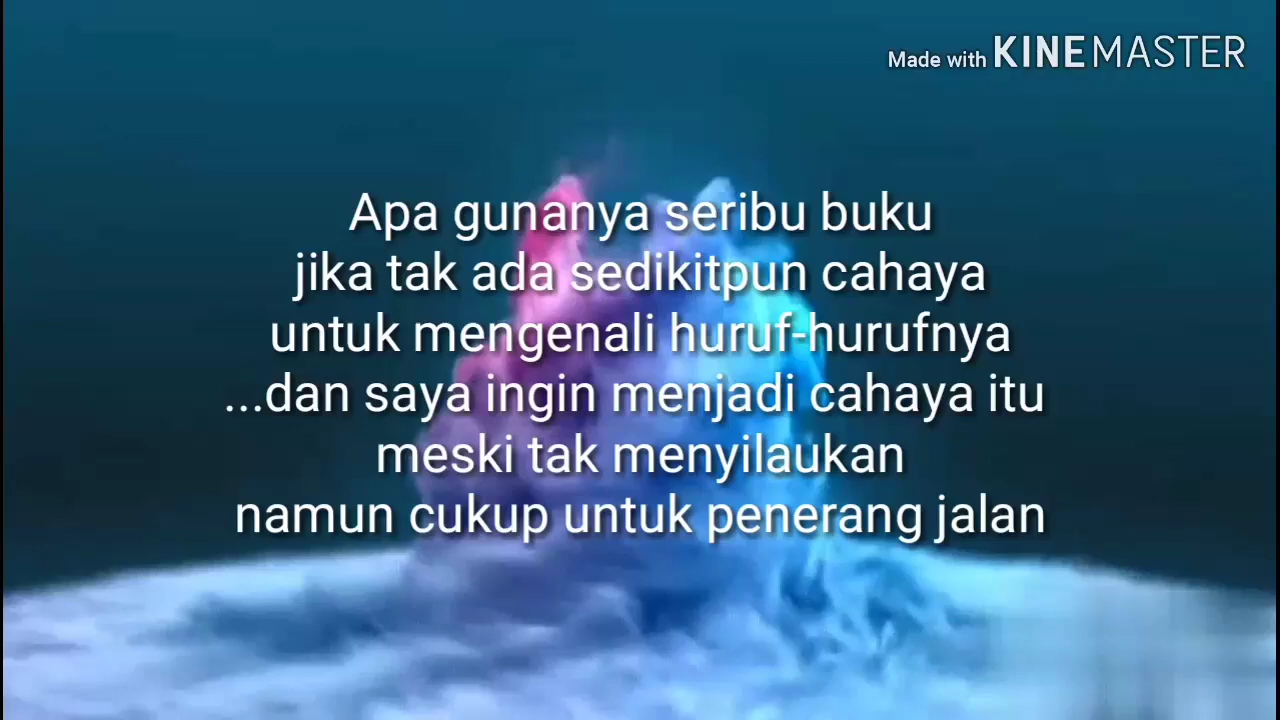 Made with KINEMASTER
Apa gunanya seribu buku
jika tak ada sedikitpun cahaya
untuk mengenali huruf-hurufnya
...dan saya ingin menjadi cahaya itu
meski tak menyilaukan
namun cukup untuk penerang jalan